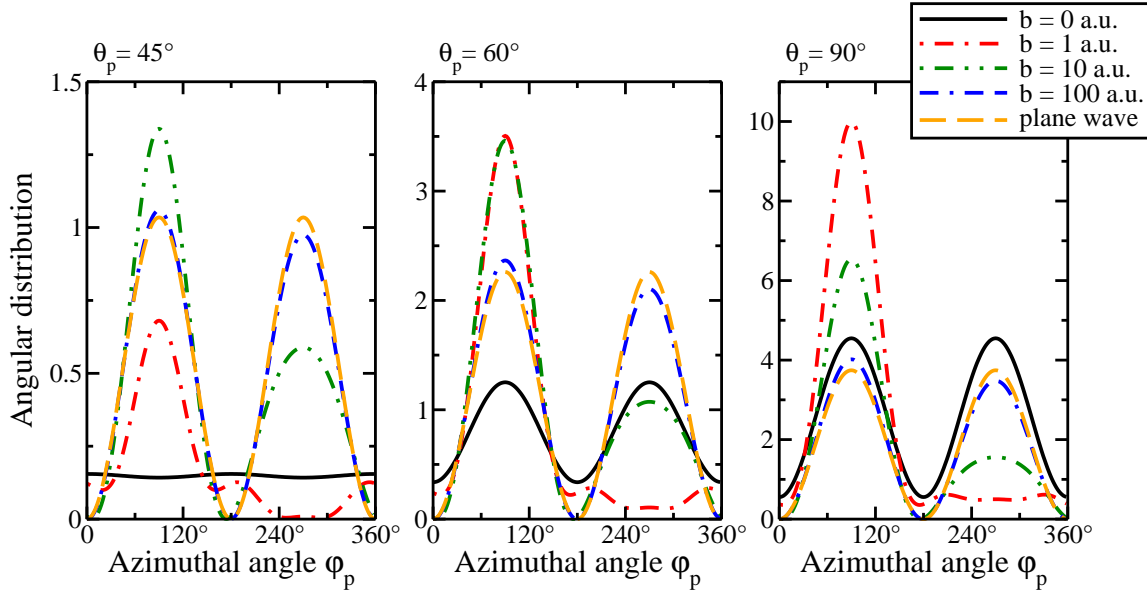 θp = 45°
θp = 60°
θp = 90°
b = 0 a.u.
b = 1 a.u.
b = 10 a.u.
b = 100 a.u.
plane wave
Angular distribution
1.5
1
0.5
0
0
120
240
360°
Azimuthal angle φp
4
3
2
1
0
0
120
240
360°
Azimuthal angle φp
10
8
6
4
2
0
0
120
240
360°
Azimuthal angle φp